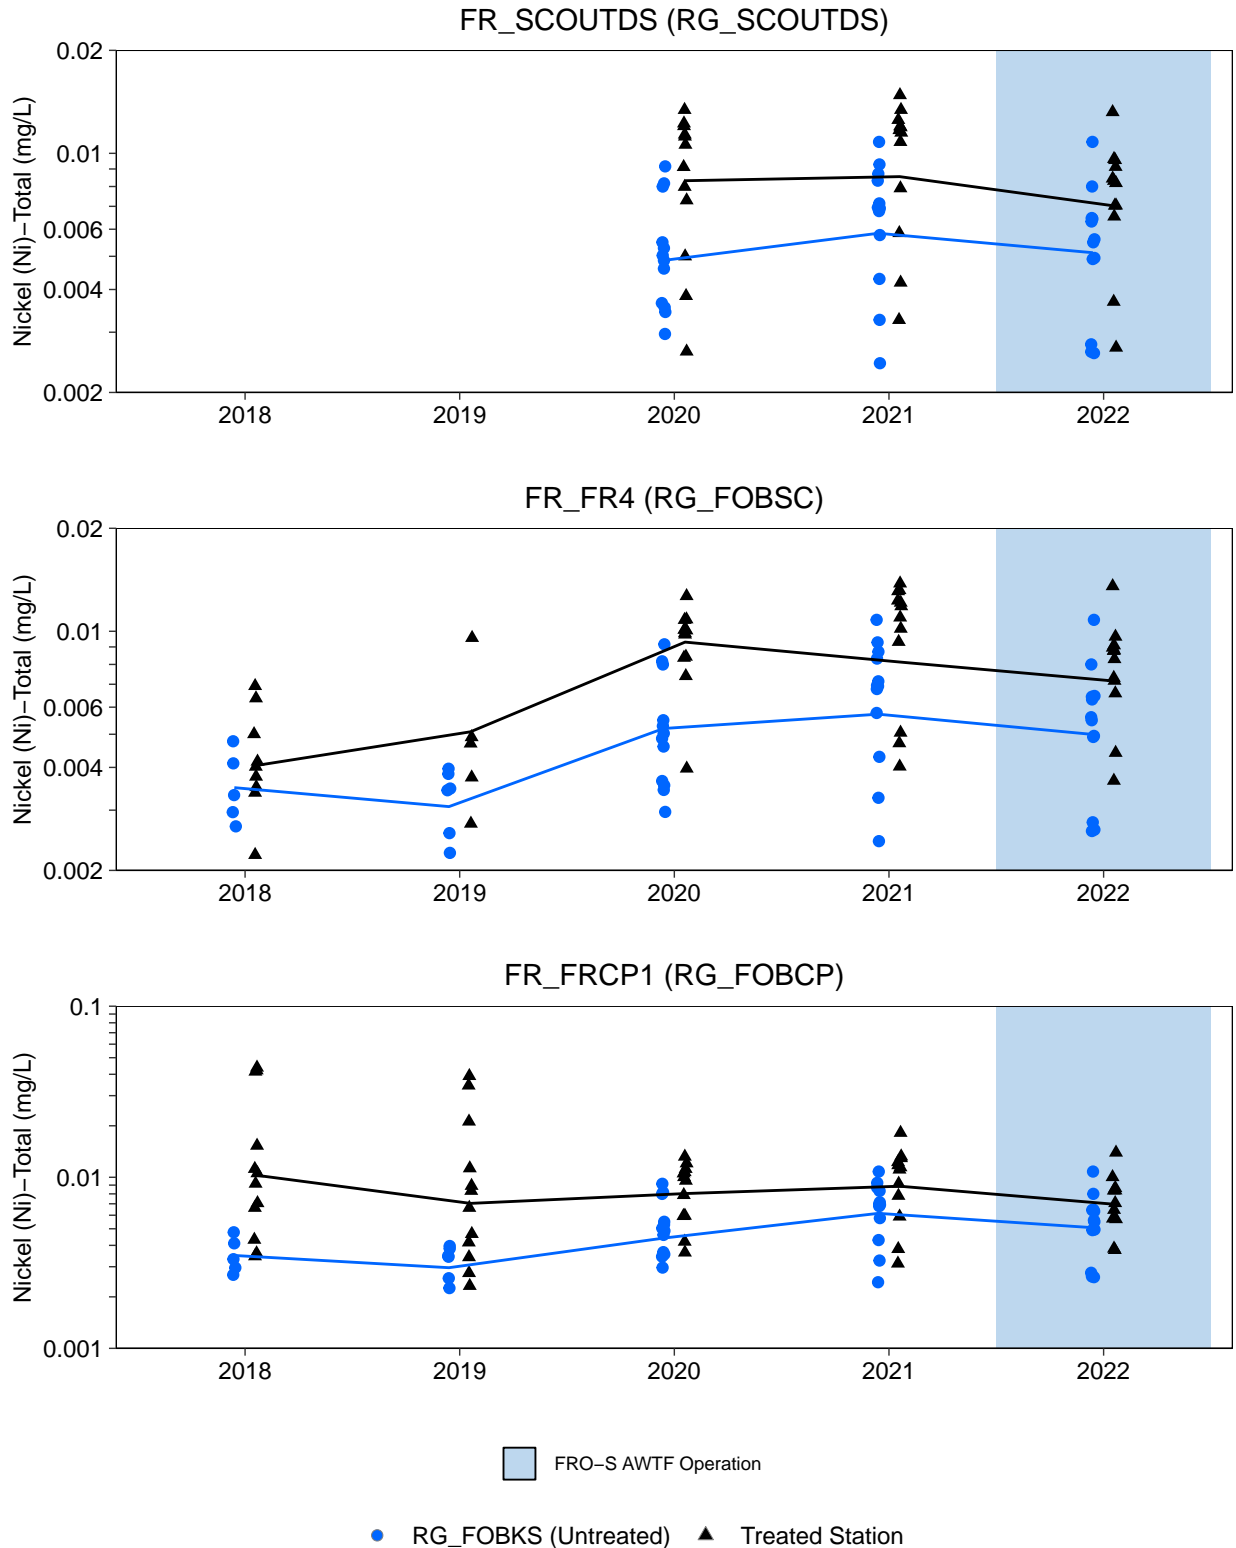 FR_SCOUTDS (RG_SCOUTDS)
Nickel (Ni)−Total (mg/L)
0.02
0.01
0.006
0.004
0.002
2018 2019 2020 2021 2022
FR_FR4 (RG_FOBSC)
Nickel (Ni)−Total (mg/L)
0.02
0.01
0.006
0.004
0.002
2018 2019 2020 2021 2022
FR_FRCP1 (RG_FOBCP)
Nickel (Ni)−Total (mg/L)
0.1
0.01
0.001
2018 2019 2020 2021 2022
FRO−S AWTF Operation
RG_FOBKS (Untreated) Treated Station